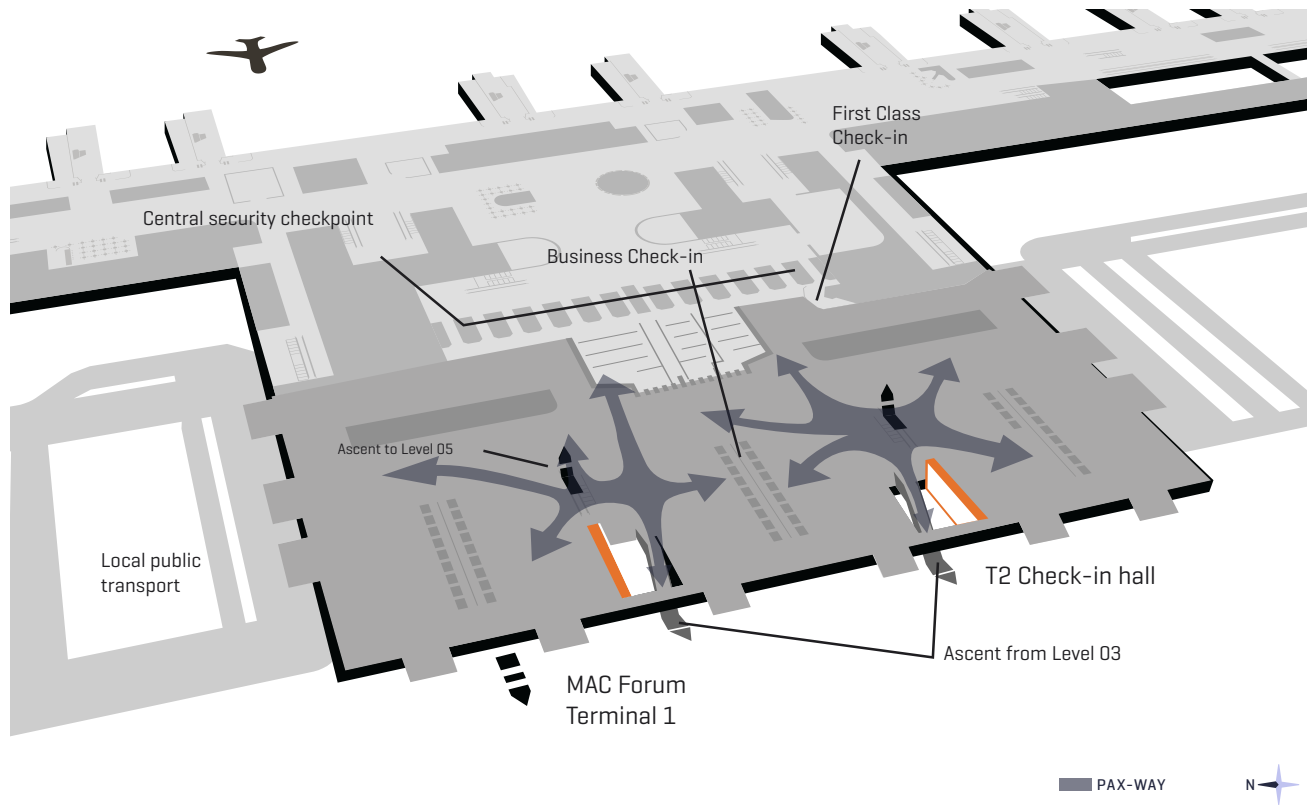 First Class
Check-in
Central security checkpoint
Business Check-in
Ascent to Level 05
Local public
transport
T2 Check-in hall
Ascent from Level 03
MAC Forum
Terminal 1
PAX-WAY
N